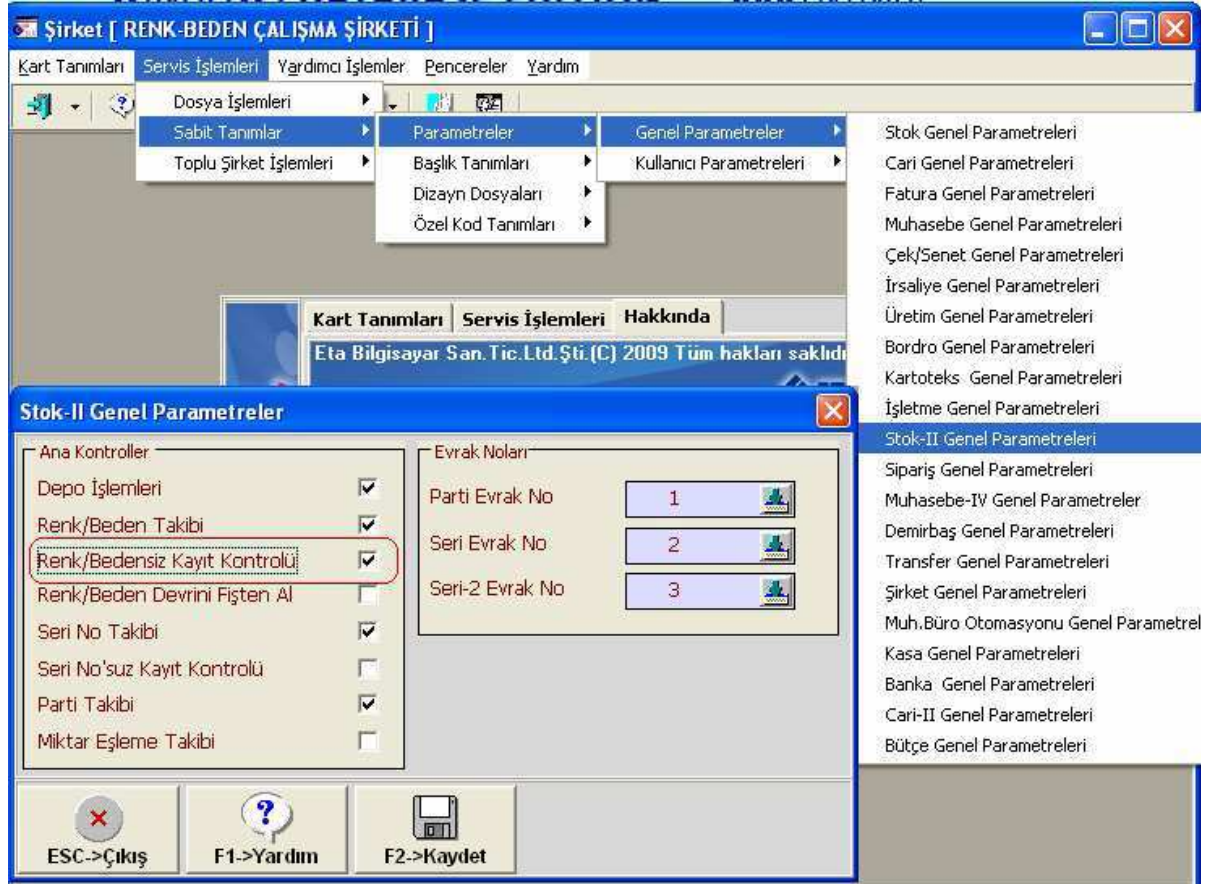 Şirket [ RENK-BEDEN ÇALIŞMA ŞİRKETİ ]
Kart Tanımları Servis İşlemleri Yardımcı İşlemler Pencereler Yardım
Dosya İşlemleri
Sabit Tanımlar
Toplu Şirket İşlemleri
Parametreler
Başlık Tanımları
Dizayn Dosyaları
Özel Kod Tanımları
Genel Parametreler
Kullanıcı Parametreleri
Stok Genel Parametreleri
Cari Genel Parametreleri
Fatura Genel Parametreleri
Muhasebe Genel Parametreleri
Çek/Senet Genel Parametreleri
İrsaliye Genel Parametreleri
Üretim Genel Parametreleri
Bordro Genel Parametreleri
Kartoteks Genel Parametreleri
İşletme Genel Parametreleri
Stok-II Genel Parametreleri
Sipariş Genel Parametreleri
Muhasebe-IV Genel Parametreler
Demirbaş Genel Parametreleri
Transfer Genel Parametreleri
Şirket Genel Parametreleri
Muh.Büro Otomasyonu Genel Parametrel
Kasa Genel Parametreleri
Banka Genel Parametreleri
Cari-II Genel Parametreleri
Bütçe Genel Parametreleri
Kart Tanımları Servis İşlemleri Hakkında
Eta Bilgisayar San.Tic.Ltd.Şti.(C) 2009 Tüm hakları saklıdı
Stok-II Genel Parametreler
Ana Kontroller
Depo İşlemleri
Renk/Beden Takibi
Renk/Bedensiz Kayıt Kontrolü
Renk/Beden Devrini Fişten Al
Seri No Takibi
Seri No'suz Kayıt Kontrolü
Parti Takibi
Miktar Eşleme Takibi
Evrak Noları
Parti Evrak No 1
Seri Evrak No 2
Seri-2 Evrak No 3
ESC->Çıkış F1->Yardım F2->Kaydet